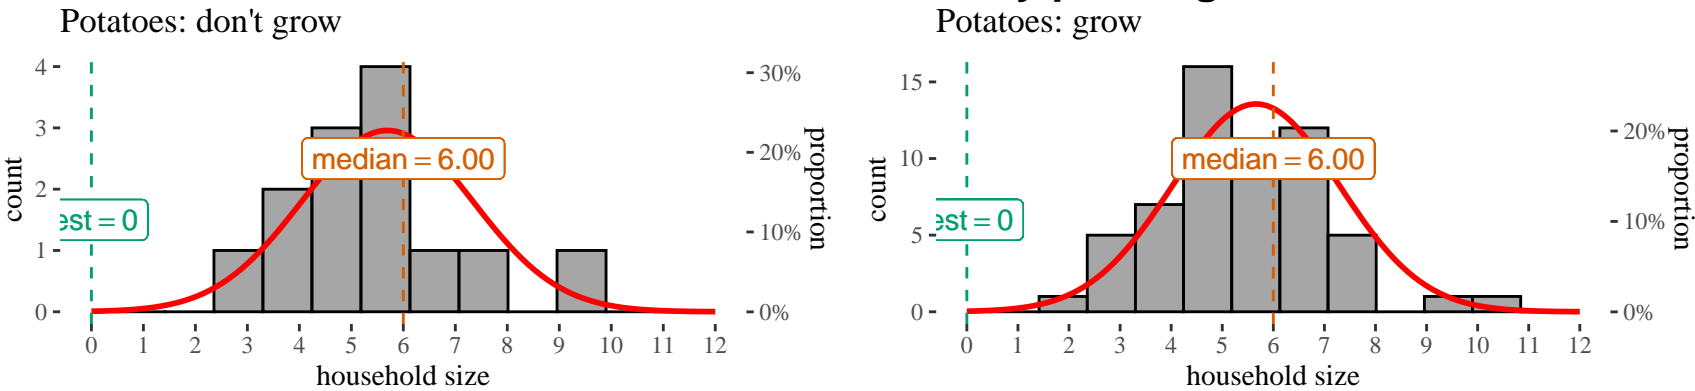 Potatoes: don't grow
4
3
2
1
0
count
30%
20%
10%
0%
proportion
median = 6.00
est = 0
0 1 2 3 4 5 6 7 8 9 10 11 12
household size
Potatoes: grow
15
10
5
0
count
20%
10%
0%
proportion
median = 6.00
est = 0
0 1 2 3 4 5 6 7 8 9 10 11 12
household size